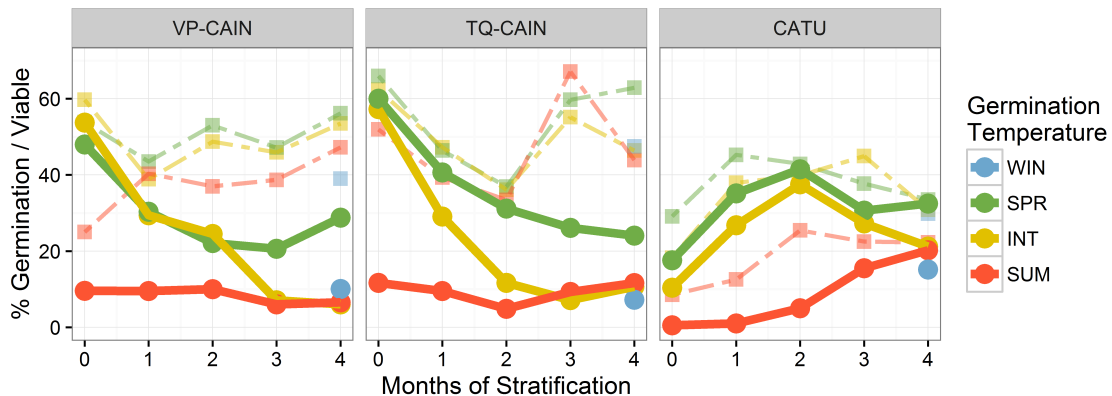 VP-CAIN
TQ-CAIN
CATU
% Germination / Viable
60
40
20
0
0 1 2 3 4
0 1 2 3 4
0 1 2 3 4
Months of Stratification
Germination
Temperature
WIN
SPR
INT
SUM